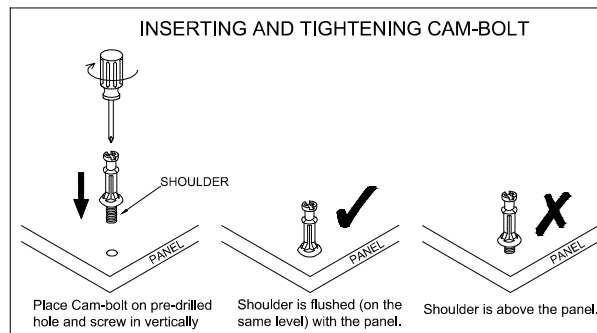 INSERTING AND TIGHTENING CAM-BOLT
SHOULDER
PANEL
PANEL
PANEL
Place Cam-bolt on pre-drilled
hole and screw in vertically
Shoulder is flushed (on the
same level) with the panel.
Shoulder is above the panel.